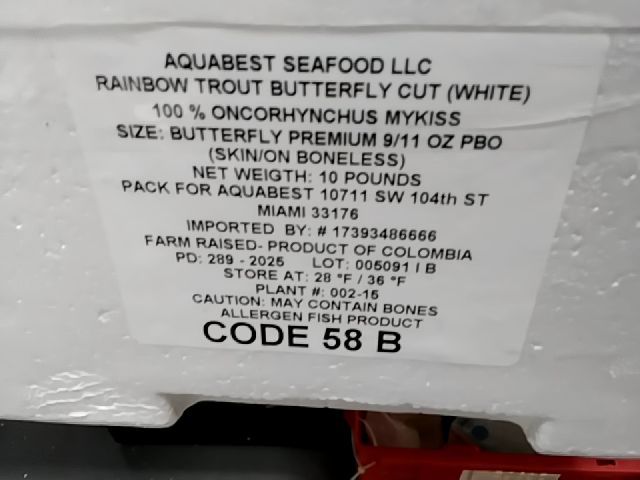 AQUABEST SEAFOOD LLC
RAINBOW TROUT BUTTERFLY CUT (WHITE)
100 % ONCORHYNCHUS MYKISS
SIZE: BUTTERFLY PREMIUM 9/11 OZ PBO
(SKIN/ON BONELESS)
NET WEIGTH: 10 POUNDS
PACK FOR AQUABEST 10711 SW 104th ST
MIAMI 33176
IMPORTED BY: # 17393486666
FARM RAISED- PRODUCT OF COLOMBIA
PD: 289 - 2025 LOT: 005091 I B
STORE AT: 28 °F / 36 °F
PLANT #: 002-15
CAUTION: MAY CONTAIN BONES
ALLERGEN FISH PRODUCT
CODE 58 B